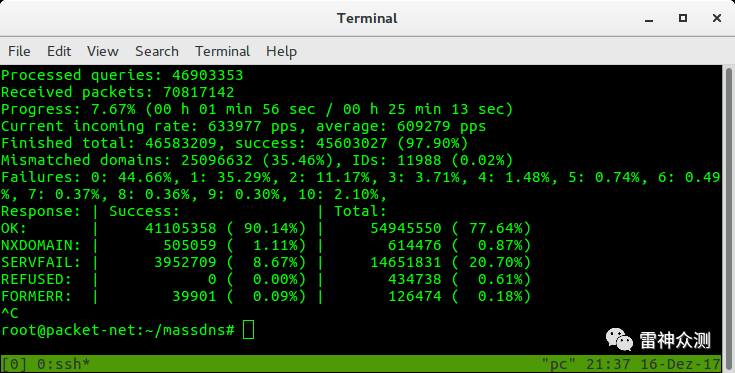 Terminal
File Edit View Search Terminal Help
Processed queries: 46903353
Received packets: 70817142
Progress: 7.67% (00 h 01 min 56 sec / 00 h 25 min 13 sec)
Current incoming rate: 633977 pps, average: 609279 pps
Finished total: 46583209, success: 45603027 (97.90%)
Mismatched domains: 25096632 (35.46%), IDs: 11988 (0.02%)
Failures: 0: 44.66%, 1: 35.29%, 2: 11.17%, 3: 3.71%, 4: 1.48%, 5: 0.74%, 6: 0.49
%, 7: 0.37%, 8: 0.36%, 9: 0.30%, 10: 2.10%,
Response: | Success: | Total:
OK: | 41105358 ( 90.14%) | 54945550 ( 77.64%)
NXDOMAIN: | 505059 ( 1.11%) | 614476 ( 0.87%)
SERVFAIL: | 3952709 ( 8.67%) | 14651831 ( 20.70%)
REFUSED: | 0 ( 0.00%) | 434738 ( 0.61%)
FORMERR: | 39901 ( 0.09%) | 126474 ( 0.18%)
^C
root@packet-net:~/massdns#
雷神众测
[0] 0:ssh* "pc" 21:37 16-Dez-17